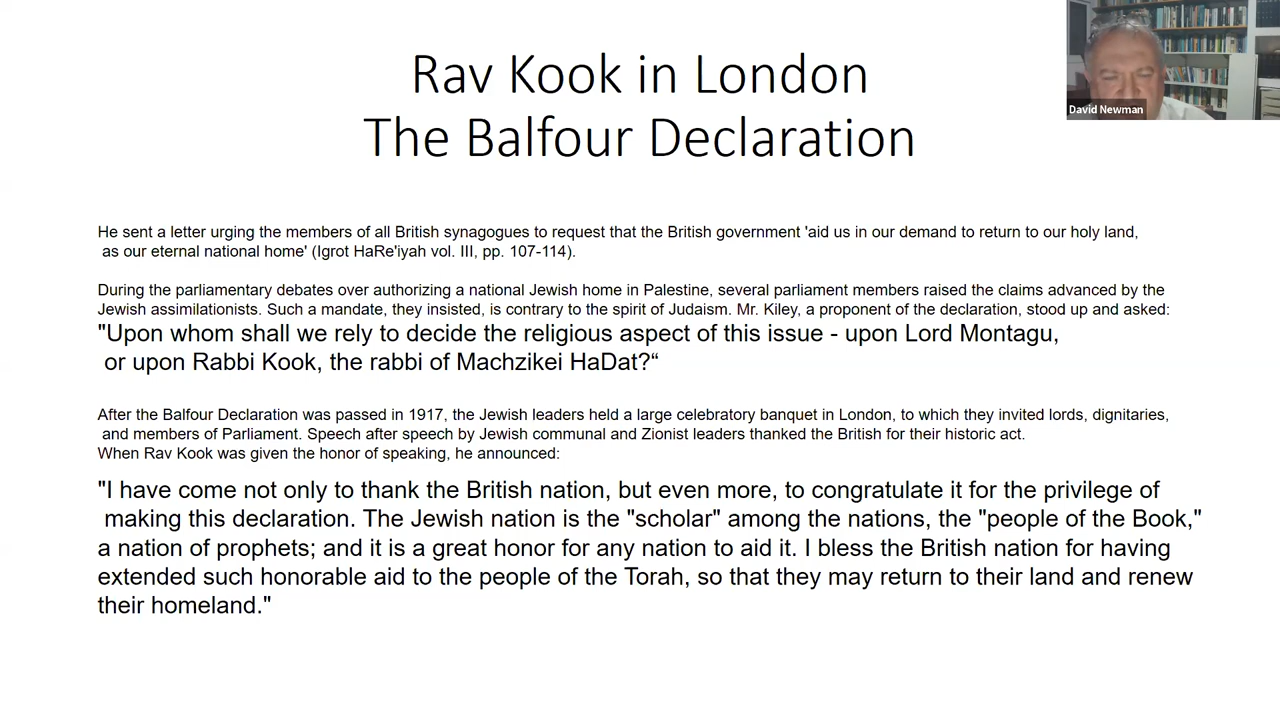 Rav Kook in London
The Balfour Declaration
David Newman
He sent a letter urging the members of all British synagogues to request that the British government 'aid us in our demand to return to our holy land,
as our eternal national home' (Igrot HaRe'iyah vol. III, pp. 107-114).
During the parliamentary debates over authorizing a national Jewish home in Palestine, several parliament members raised the claims advanced by the
Jewish assimilationists. Such a mandate, they insisted, is contrary to the spirit of Judaism. Mr. Kiley, a proponent of the declaration, stood up and asked:
"Upon whom shall we rely to decide the religious aspect of this issue - upon Lord Montagu,
or upon Rabbi Kook, the rabbi of Machzikei HaDat?“
After the Balfour Declaration was passed in 1917, the Jewish leaders held a large celebratory banquet in London, to which they invited lords, dignitaries,
and members of Parliament. Speech after speech by Jewish communal and Zionist leaders thanked the British for their historic act.
When Rav Kook was given the honor of speaking, he announced:
"I have come not only to thank the British nation, but even more, to congratulate it for the privilege of
making this declaration. The Jewish nation is the "scholar" among the nations, the "people of the Book,"
a nation of prophets; and it is a great honor for any nation to aid it. I bless the British nation for having
extended such honorable aid to the people of the Torah, so that they may return to their land and renew
their homeland."